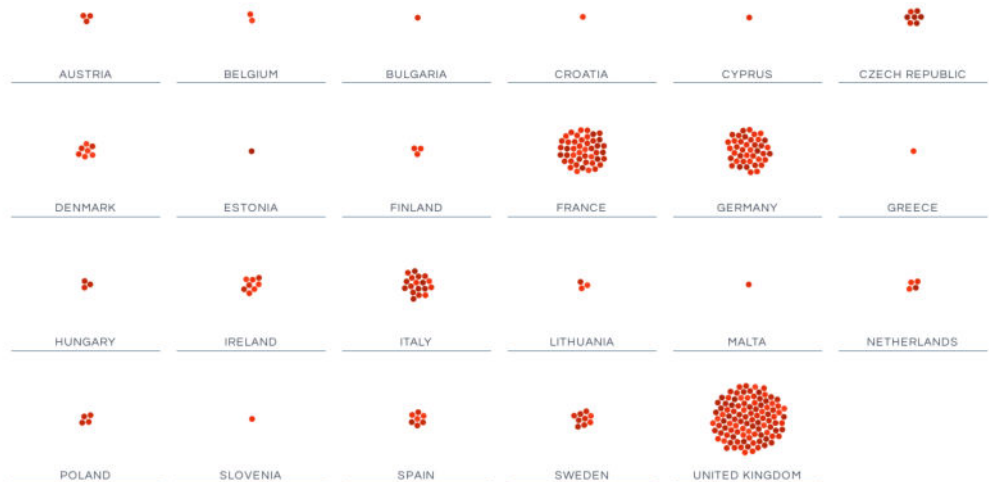 AUSTRIA BELGIUM BULGARIA CROATIA CYPRUS CZECH REPUBLIC
DENMARK ESTONIA FINLAND FRANCE GERMANY GREECE
HUNGARY IRELAND ITALY LITHUANIA MALTA NETHERLANDS
POLAND SLOVENIA SPAIN SWEDEN UNITED KINGDOM